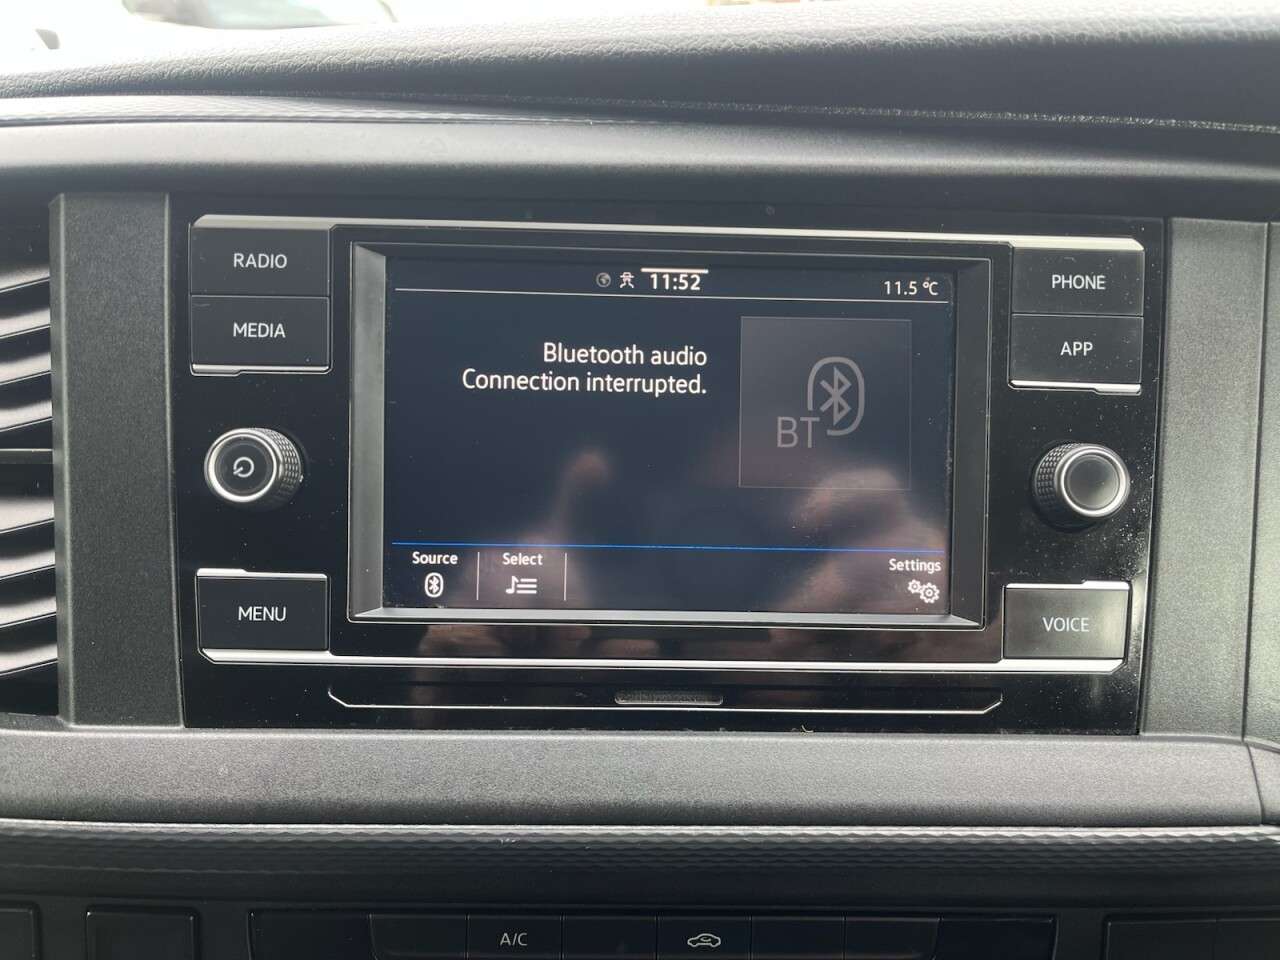 RADIO
MEDIA
MENU
11:52
11.5 °C
Bluetooth audio
Connection interrupted.
BT
Source
Select
Settings
PHONE
APP
VOICE
A/C